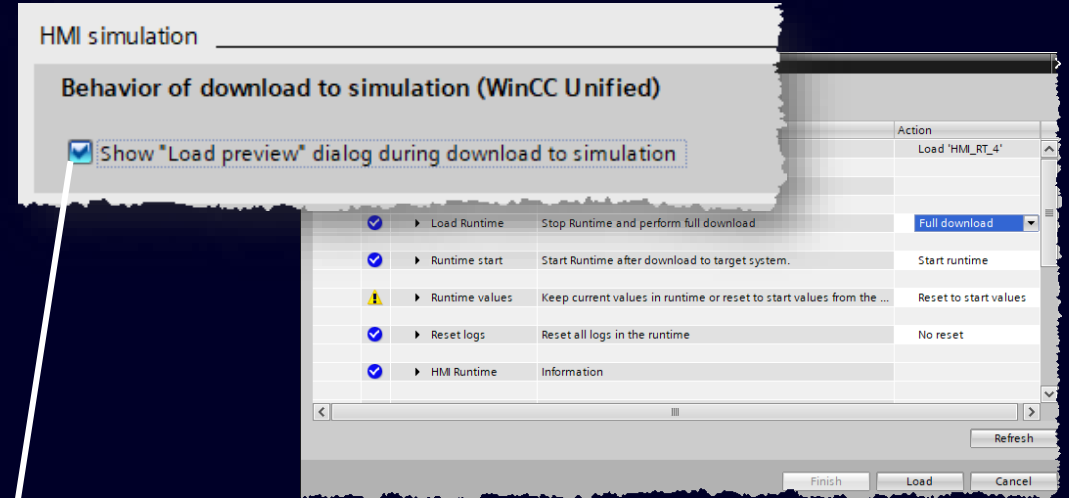 HMI simulation
Behavior of download to simulation (WinCC Unified)
Show "Load preview" dialog during download to simulation
Action
Load 'HMI_RT_4'
Load Runtime Stop Runtime and perform full download Full download
Runtime start Start Runtime after download to target system. Start runtime
Runtime values Keep current values in runtime or reset to start values from the ... Reset to start values
Reset logs Reset all logs in the runtime No reset
HMI Runtime Information
Refresh
Finish Load Cancel